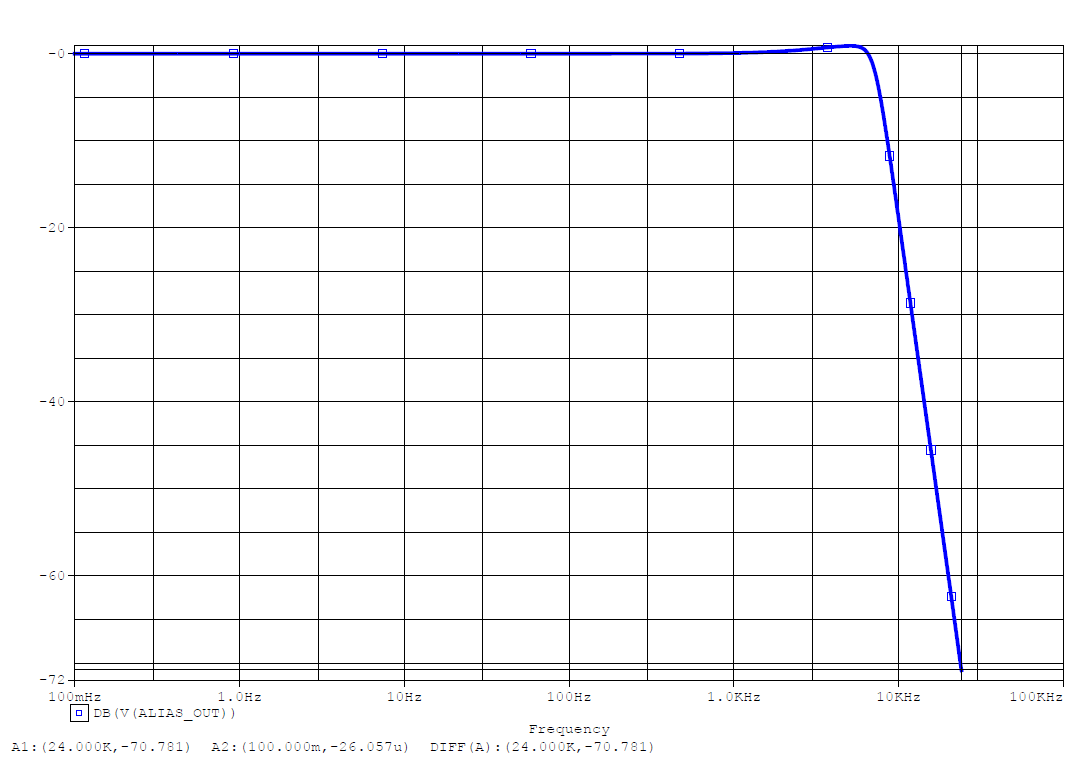 -0
-20
-40
-60
-72
100mHz 1.0Hz 10Hz 100Hz 1.0KHz 10KHz 100KHz
DB(V(ALIAS_OUT))
Frequency
A1:(24.000K,-70.781) A2:(100.000m,-26.057u) DIFF(A):(24.000K,-70.781)